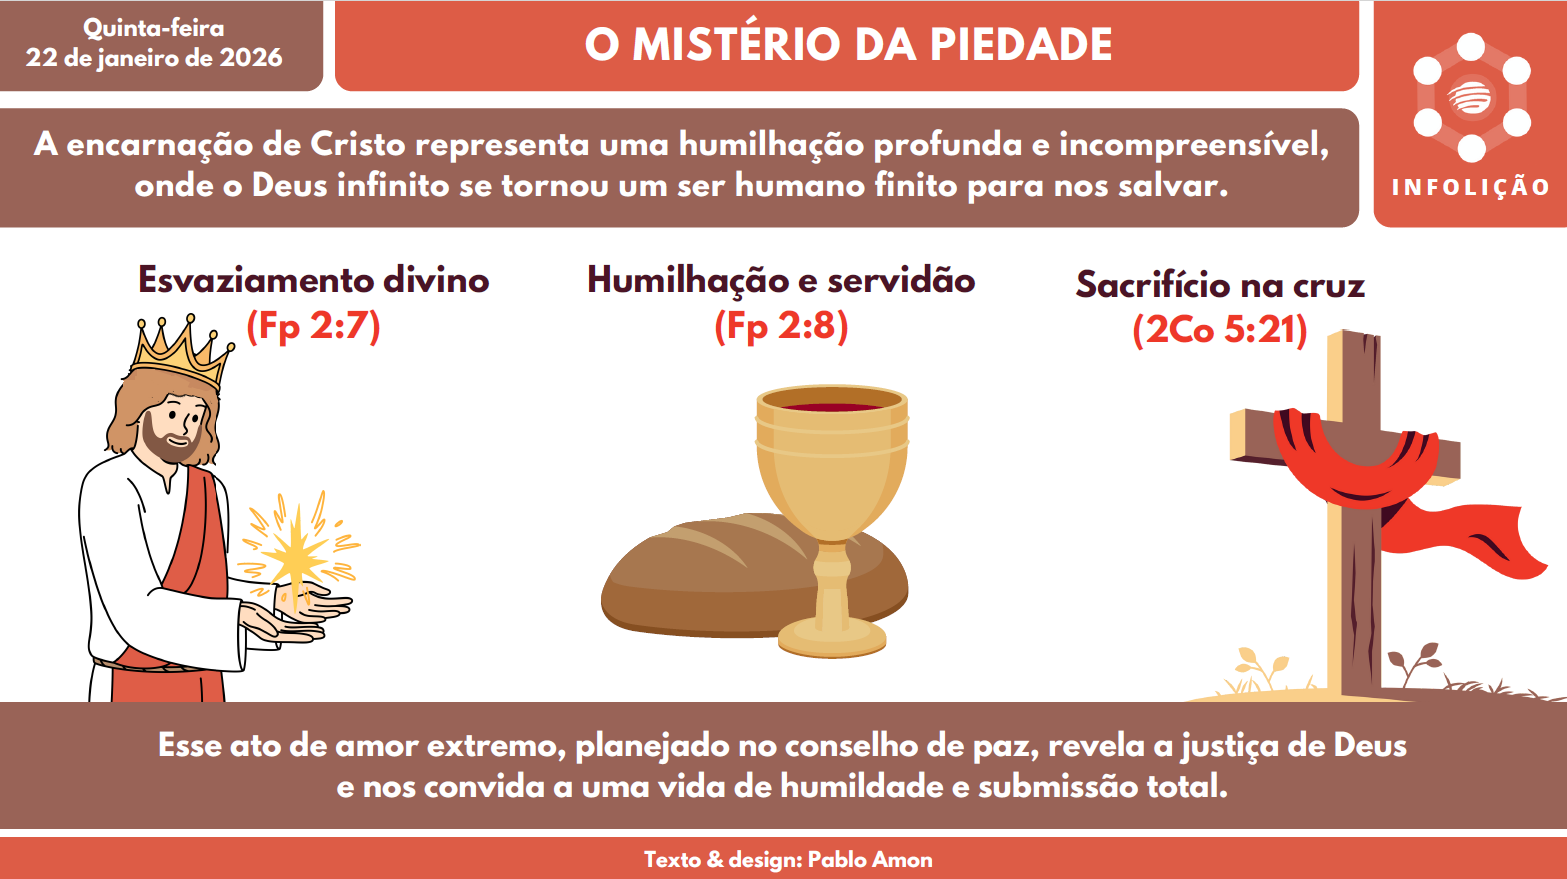 Quinta-feira
22 de janeiro de 2026
O MISTÉRIO DA PIEDADE
INFOLIÇÃO
A encarnação de Cristo representa uma humilhação profunda e incompreensível,
onde o Deus infinito se tornou um ser humano finito para nos salvar.
Esvaziamento divino
(Fp 2:7)
Humilhação e servidão
(Fp 2:8)
Sacrifício na cruz
(2Co 5:21)
Esse ato de amor extremo, planejado no conselho de paz, revela a justiça de Deus
e nos convida a uma vida de humildade e submissão total.
Texto & design: Pablo Amon